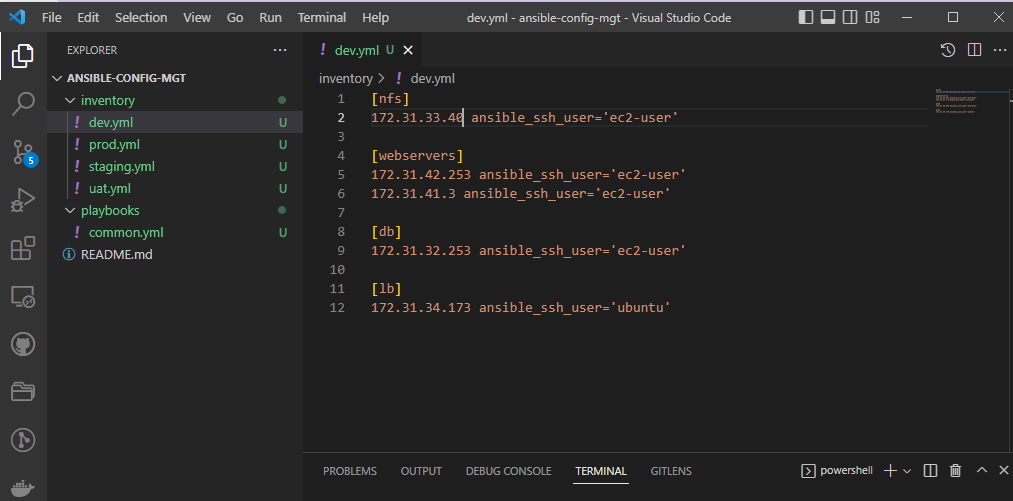 File Edit Selection View Go Run Terminal Help dev.yml - ansible-config-mgt - Visual Studio Code
EXPLORER
ANSIBLE-CONFIG-MGT
inventory
dev.yml U
prod.yml U
staging.yml U
uat.yml U
playbooks
common.yml U
README.md
5
dev.yml U
inventory > dev.yml
1 [nfs]
2 172.31.33.40 ansible_ssh_user='ec2-user'
3
4 [webservers]
5 172.31.42.253 ansible_ssh_user='ec2-user'
6 172.31.41.3 ansible_ssh_user='ec2-user'
7
8 [db]
9 172.31.32.253 ansible_ssh_user='ec2-user'
10
11 [lb]
12 172.31.34.173 ansible_ssh_user='ubuntu'
PROBLEMS OUTPUT DEBUG CONSOLE TERMINAL GITLENS powershell